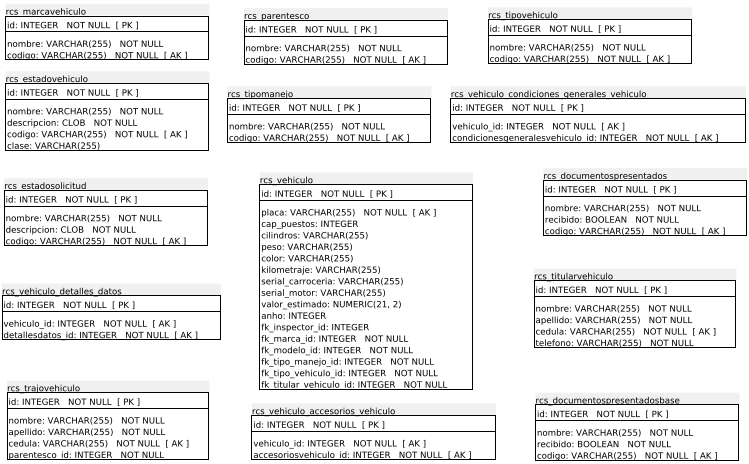 rcs_marcavehiculo
id: INTEGER NOT NULL [ PK ]
nombre: VARCHAR(255) NOT NULL
codigo: VARCHAR(255) NOT NULL [ AK ]
rcs_parentesco
id: INTEGER NOT NULL [ PK ]
nombre: VARCHAR(255) NOT NULL
codigo: VARCHAR(255) NOT NULL [ AK ]
rcs_tipovehiculo
id: INTEGER NOT NULL [ PK ]
nombre: VARCHAR(255) NOT NULL
codigo: VARCHAR(255) NOT NULL [ AK ]
rcs_estadovehiculo
id: INTEGER NOT NULL [ PK ]
nombre: VARCHAR(255) NOT NULL
descripcion: CLOB NOT NULL
codigo: VARCHAR(255) NOT NULL [ AK ]
clase: VARCHAR(255)
rcs_tipomanejo
id: INTEGER NOT NULL [ PK ]
nombre: VARCHAR(255) NOT NULL
codigo: VARCHAR(255) NOT NULL [ AK ]
rcs_vehiculo_condiciones_generales_vehiculo
id: INTEGER NOT NULL [ PK ]
vehiculo_id: INTEGER NOT NULL [ AK ]
condicionesgeneralesvehiculo_id: INTEGER NOT NULL [ AK ]
rcs_estadosolicitud
id: INTEGER NOT NULL [ PK ]
nombre: VARCHAR(255) NOT NULL
descripcion: CLOB NOT NULL
codigo: VARCHAR(255) NOT NULL [ AK ]
rcs_vehiculo
id: INTEGER NOT NULL [ PK ]
placa: VARCHAR(255) NOT NULL [ AK ]
cap_puestos: INTEGER
cilindros: VARCHAR(255)
peso: VARCHAR(255)
color: VARCHAR(255)
kilometraje: VARCHAR(255)
serial_carroceria: VARCHAR(255)
serial_motor: VARCHAR(255)
valor_estimado: NUMERIC(21, 2)
anho: INTEGER
fk_inspector_id: INTEGER
fk_marca_id: INTEGER NOT NULL
fk_modelo_id: INTEGER NOT NULL
fk_tipo_manejo_id: INTEGER NOT NULL
fk_tipo_vehiculo_id: INTEGER NOT NULL
fk_titular_vehiculo_id: INTEGER NOT NULL
rcs_documentospresentados
id: INTEGER NOT NULL [ PK ]
nombre: VARCHAR(255) NOT NULL
recibido: BOOLEAN NOT NULL
codigo: VARCHAR(255) NOT NULL [ AK ]
rcs_vehiculo_detalles_datos
id: INTEGER NOT NULL [ PK ]
vehiculo_id: INTEGER NOT NULL [ AK ]
detallesdatos_id: INTEGER NOT NULL [ AK ]
rcs_titularvehiculo
id: INTEGER NOT NULL [ PK ]
nombre: VARCHAR(255) NOT NULL
apellido: VARCHAR(255) NOT NULL
cedula: VARCHAR(255) NOT NULL [ AK ]
telefono: VARCHAR(255) NOT NULL
rcs_trajovehiculo
id: INTEGER NOT NULL [ PK ]
nombre: VARCHAR(255) NOT NULL
apellido: VARCHAR(255) NOT NULL
cedula: VARCHAR(255) NOT NULL [ AK ]
parentesco_id: INTEGER NOT NULL
rcs_vehiculo_accesorios_vehiculo
id: INTEGER NOT NULL [ PK ]
vehiculo_id: INTEGER NOT NULL [ AK ]
accesoriosvehiculo_id: INTEGER NOT NULL [ AK ]
rcs_documentospresentadosbase
id: INTEGER NOT NULL [ PK ]
nombre: VARCHAR(255) NOT NULL
recibido: BOOLEAN NOT NULL
codigo: VARCHAR(255) NOT NULL [ AK ]